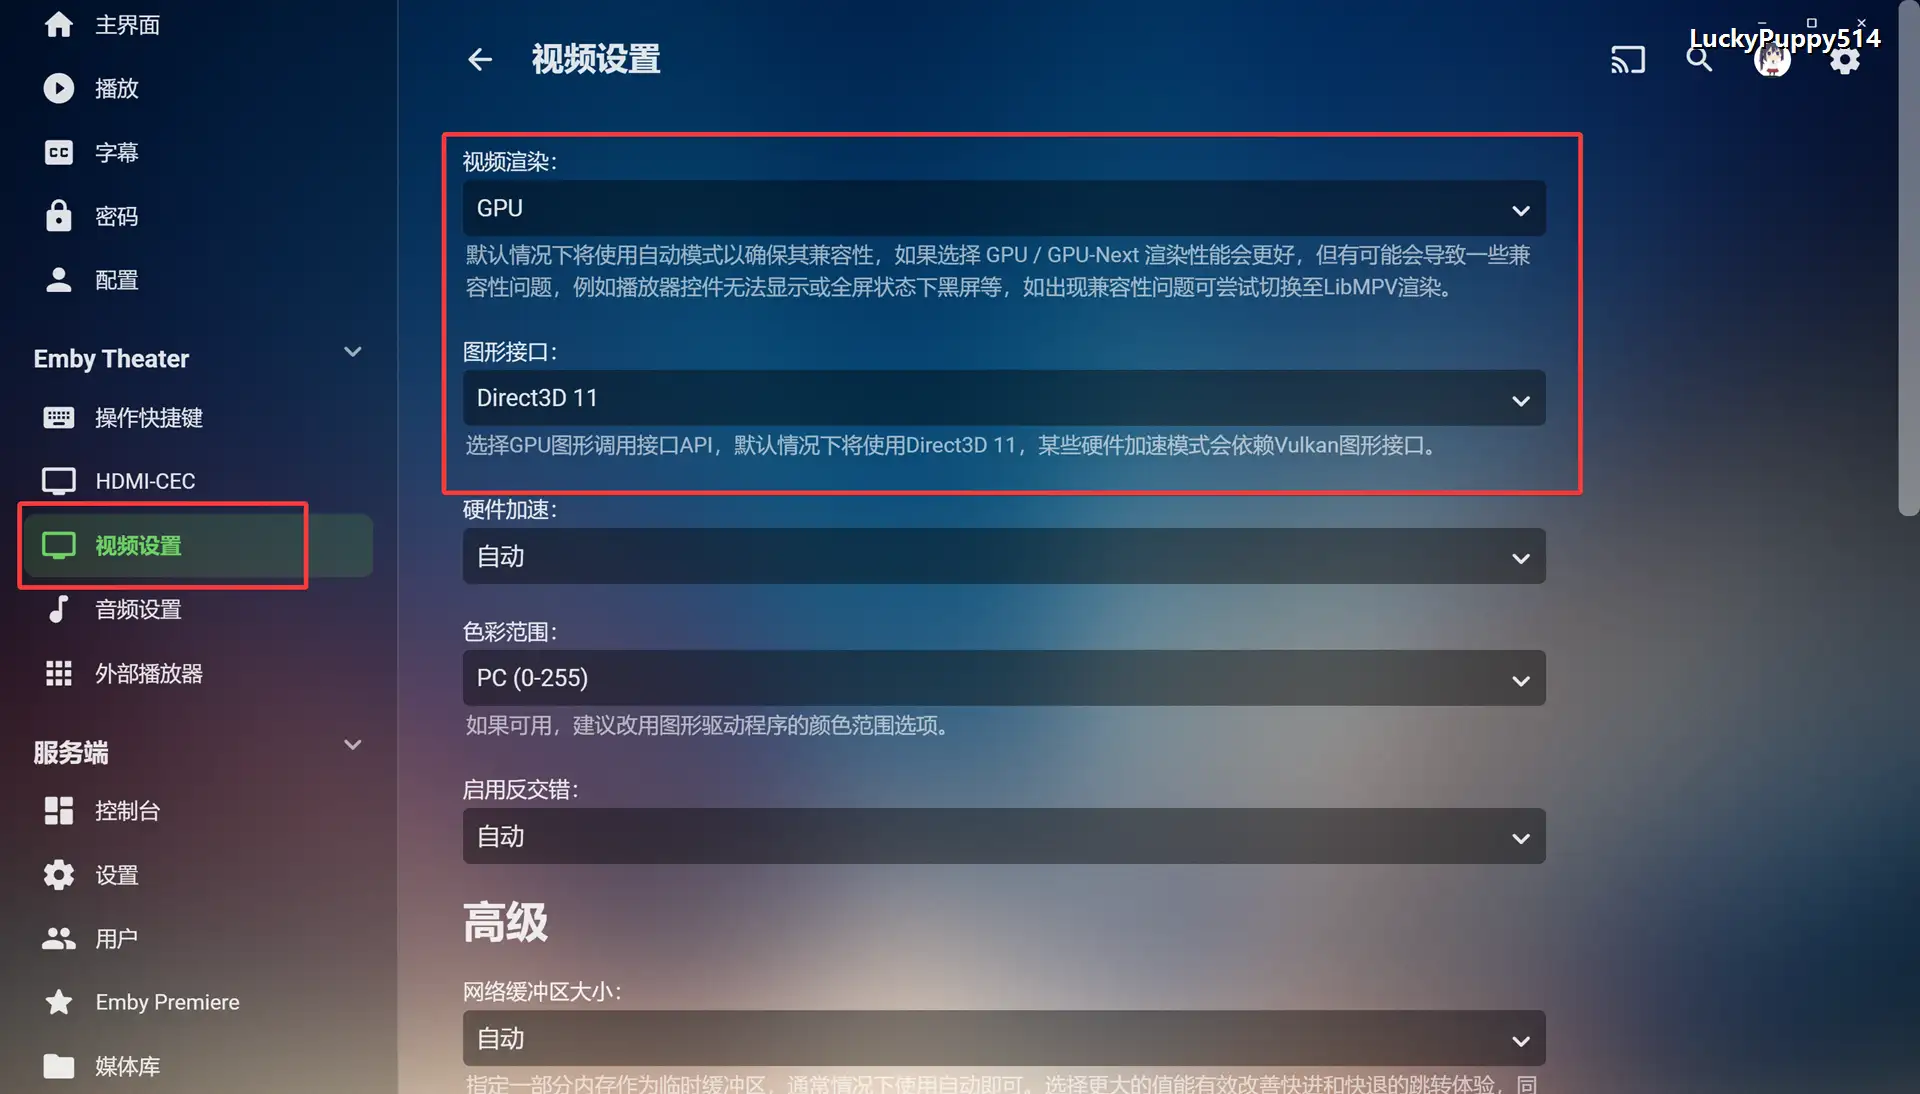 主界面
播放
字幕
密码
配置
Emby Theater
操作快捷键
HDMI-CEC
视频设置
音频设置
外部播放器
服务端
控制台
设置
用户
Emby Premiere
媒体库
视频设置
LuckyPuppy514
视频渲染：
GPU
默认情况下将使用自动模式以确保其兼容性，如果选择 GPU / GPU-Next 渲染性能会更好，但有可能会导致一些兼
容性问题，例如播放器控件无法显示或全屏状态下黑屏等，如出现兼容性问题可尝试切换至LibMPV渲染。
图形接口：
Direct3D 11
选择GPU图形调用接口API，默认情况下将使用Direct3D 11，某些硬件加速模式会依赖Vulkan图形接口。
硬件加速：
自动
色彩范围：
PC (0-255)
如果可用，建议改用图形驱动程序的颜色范围选项。
启用反交错：
自动
高级
网络缓冲区大小：
自动
指定一部分内存作为临时缓冲区，通常情况下使用自动即可。选择更大的值能有效改善快进和快退的跳转体验，同